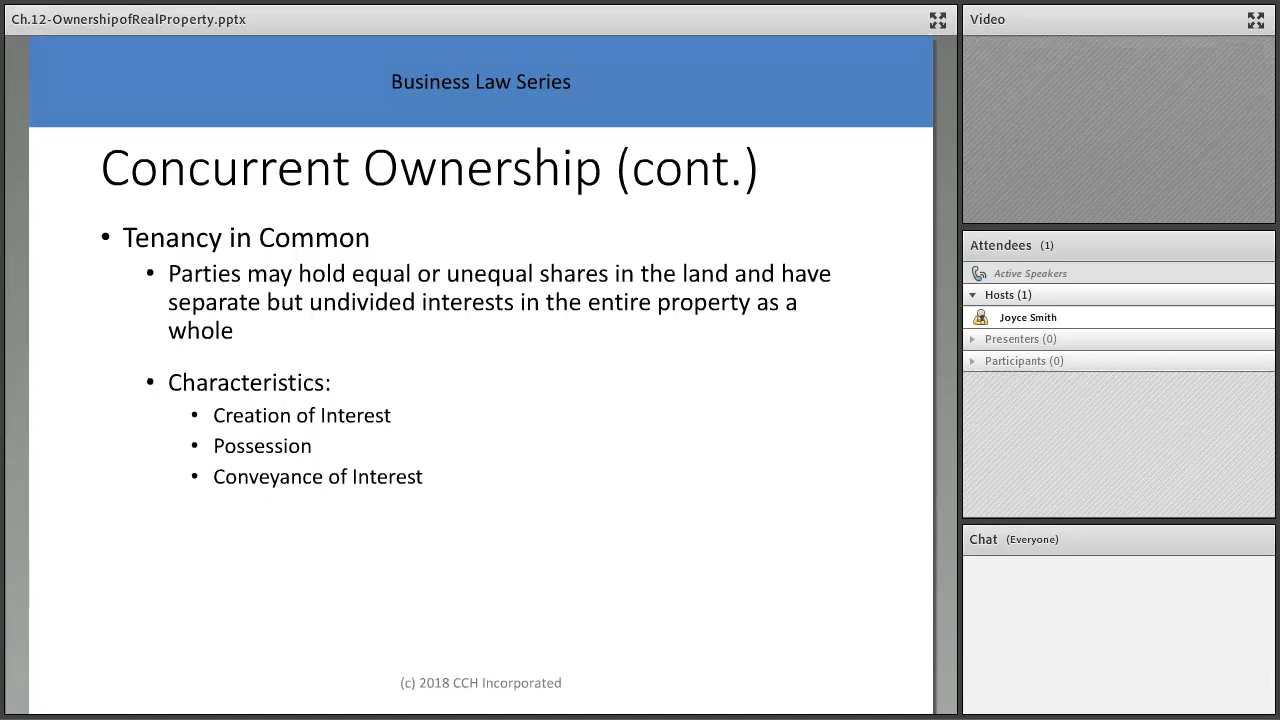 Ch.12-OwnershipofRealProperty.pptx
Business Law Series
Concurrent Ownership (cont.)
• Tenancy in Common
• Parties may hold equal or unequal shares in the land and have
separate but undivided interests in the entire property as a
whole
• Characteristics:
• Creation of Interest
• Possession
• Conveyance of Interest
(c) 2018 CCH Incorporated
Video
Attendees (1)
Active Speakers
Hosts (1)
Joyce Smith
Presenters (0)
Participants (0)
Chat (Everyone)